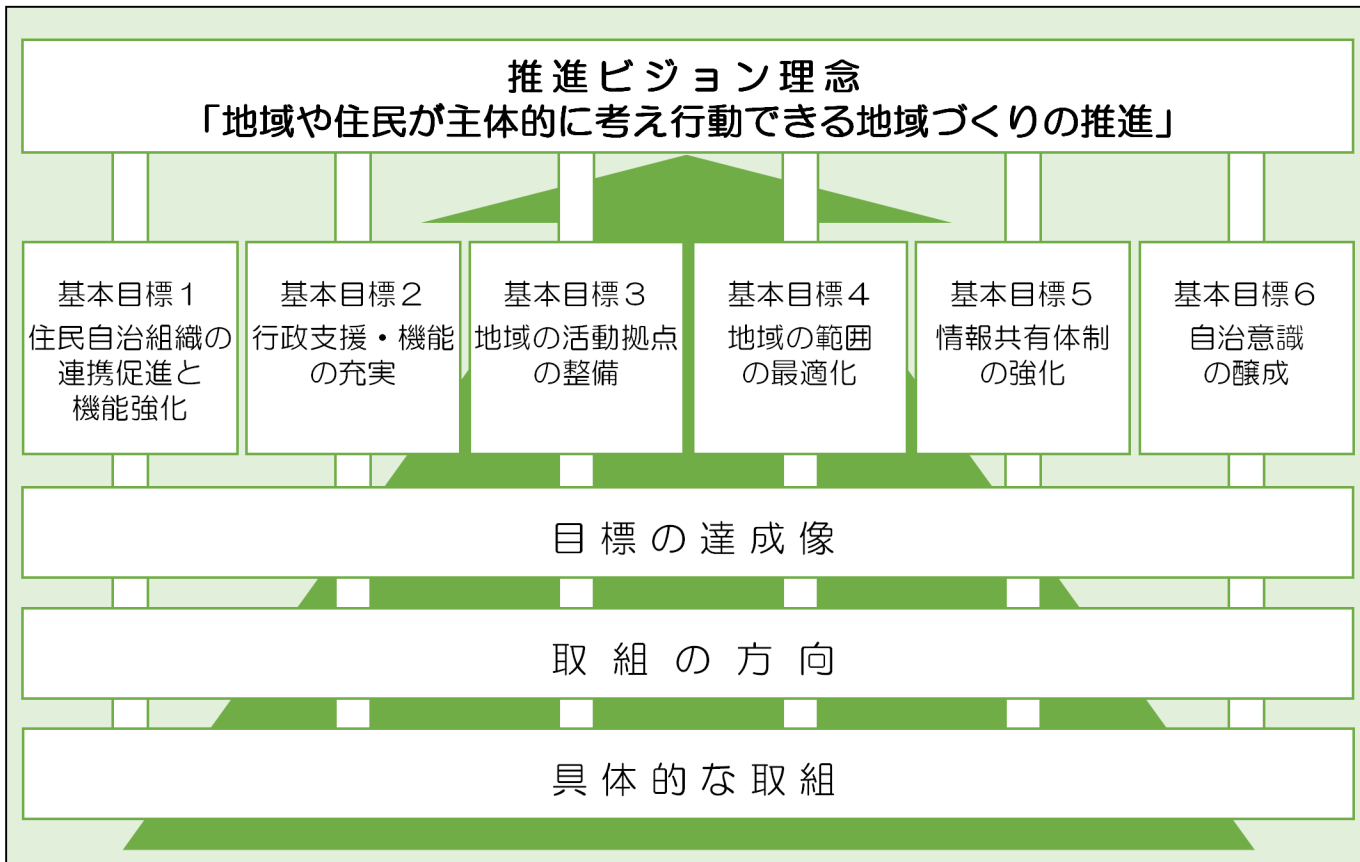 推進ビジョン理念
「地域や住民が主体的に考え行動できる地域づくりの推進」
基本目標１
住民自治組織の
連携促進と
機能強化
基本目標２
行政支援・機能
の充実
基本目標３
地域の活動拠点
の整備
基本目標４
地域の範囲
の最適化
基本目標５
情報共有体制
の強化
基本目標６
自治意識
の醸成
目標の達成像
取組の方向
具体的な取組